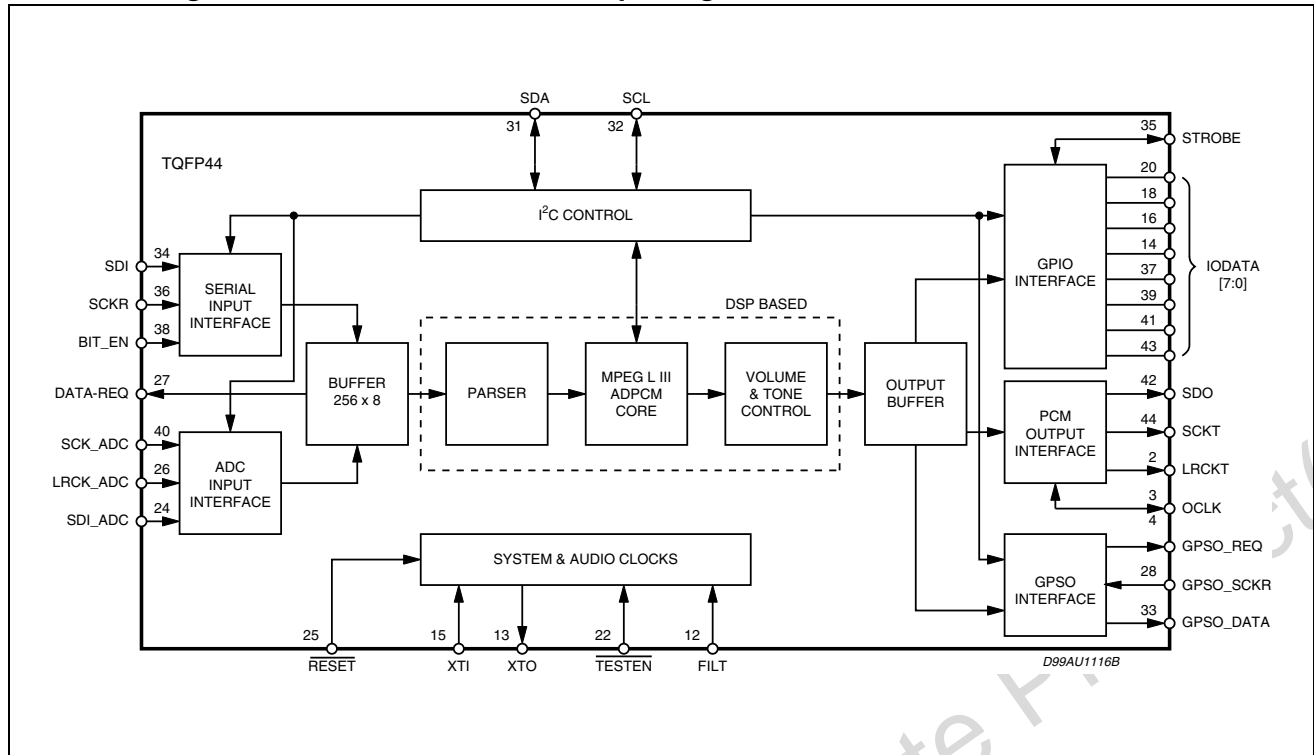 SDA
SCL
31
32
35
STROBE
TQFP44
20
18
I²C CONTROL
16
34
14
SDI
GPIO
INTERFACE
IODATA
[7:0]
SERIAL
INPUT
INTERFACE
37
36
SCKR
DSP BASED
39
38
41
BIT_EN
43
27
DATA-REQ
BUFFER
256 x 8
PARSER
MPEG L III
ADPCM
CORE
VOLUME
& TONE
CONTROL
OUTPUT
BUFFER
42
SDO
40
SCK_ADC
PCM
OUTPUT
INTERFACE
44
SCKT
26
LRCK_ADC
ADC
INPUT
INTERFACE
2
LRCKT
24
SDI_ADC
3
OCLK
4
SYSTEM & AUDIO CLOCKS
GPSO_REQ
GPSO
INTERFACE
28
GPSO_SCKR
33
GPSO_DATA
25
15
13
22
12
RESET
XTI
XTO
TESTEN
FILT
D99AU1116B